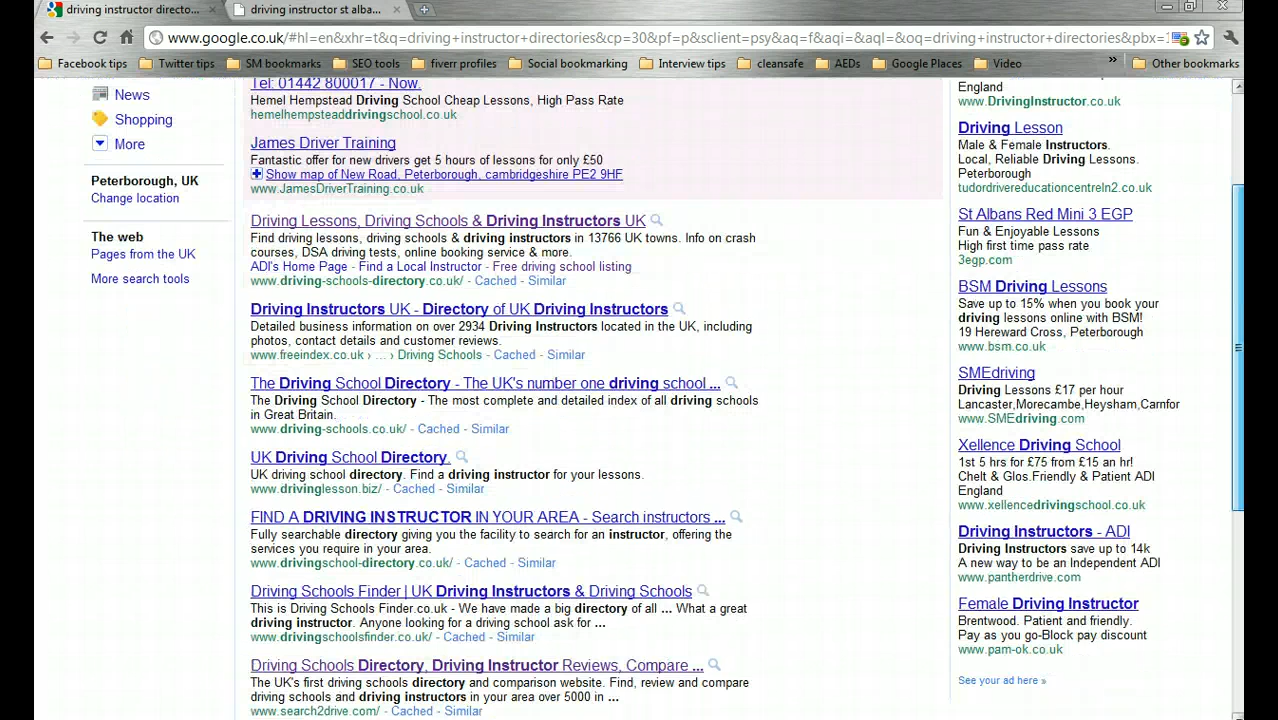 driving instructor directo...
driving instructor st alba...
www.google.co.uk/#hl=en&xhr=t&q=driving+instructor+directories&cp=30&pf=p&sclient=psy&aq=f&aqi=&aql=&oq=driving+instructor+directories&pbx=1
Facebook tips
Twitter tips
SM bookmarks
SEO tools
fiverr profiles
Social bookmarking
Interview tips
cleansafe
AEDs
Google Places
Video
»
Other bookmarks
News
Shopping
More
Peterborough, UK
Change location
The web
Pages from the UK
More search tools
Tel: 01442 800017 - Now.
Hemel Hempstead Driving School Cheap Lessons, High Pass Rate
hemelhempsteaddrivingschool.co.uk
James Driver Training
Fantastic offer for new drivers get 5 hours of lessons for only £50
Show map of New Road, Peterborough, cambridgeshire PE2 9HF
www.JamesDriverTraining.co.uk
Driving Lessons, Driving Schools & Driving Instructors UK
Find driving lessons, driving schools & driving instructors in 13766 UK towns. Info on crash
courses, DSA driving tests, online booking service & more.
ADI's Home Page - Find a Local Instructor - Free driving school listing
www.driving-schools-directory.co.uk/ - Cached - Similar
Driving Instructors UK - Directory of UK Driving Instructors
Detailed business information on over 2934 Driving Instructors located in the UK, including
photos, contact details and customer reviews.
www.freeindex.co.uk › ... › Driving Schools - Cached - Similar
The Driving School Directory - The UK's number one driving school ...
The Driving School Directory - The most complete and detailed index of all driving schools
in Great Britain.
www.driving-schools.co.uk/ - Cached - Similar
UK Driving School Directory.
UK driving school directory. Find a driving instructor for your lessons.
www.drivinglesson.biz/ - Cached - Similar
FIND A DRIVING INSTRUCTOR IN YOUR AREA - Search instructors ...
Fully searchable directory giving you the facility to search for an instructor, offering the
services you require in your area.
www.drivingschool-directory.co.uk/ - Cached - Similar
Driving Schools Finder | UK Driving Instructors & Driving Schools
This is Driving Schools Finder.co.uk - We have made a big directory of all ... What a great
driving instructor. Anyone looking for a driving school ask for ...
www.drivingschoolsfinder.co.uk/ - Cached - Similar
Driving Schools Directory, Driving Instructor Reviews, Compare ...
The UK's first driving schools directory and comparison website. Find, review and compare
driving schools and driving instructors in your area over 5000 in ...
www.search2drive.com/ - Cached - Similar
England
www.DrivingInstructor.co.uk
Driving Lesson
Male & Female Instructors.
Local, Reliable Driving Lessons.
Peterborough
tudordrivereducationcentreln2.co.uk
St Albans Red Mini 3 EGP
Fun & Enjoyable Lessons
High first time pass rate
3egp.com
BSM Driving Lessons
Save up to 15% when you book your
driving lessons online with BSM!
19 Hereward Cross, Peterborough
www.bsm.co.uk
SMEdriving
Driving Lessons £17 per hour
Lancaster,Morecambe,Heysham,Carnfor
www.SMEdriving.com
Xellence Driving School
1st 5 hrs for £75 from £15 an hr!
Chelt & Glos.Friendly & Patient ADI
England
www.xellencedrivingschool.co.uk
Driving Instructors - ADI
Driving Instructors save up to 14k
A new way to be an Independent ADI
www.pantherdrive.com
Female Driving Instructor
Brentwood. Patient and friendly.
Pay as you go-Block pay discount
www.pam-ok.co.uk
See your ad here »